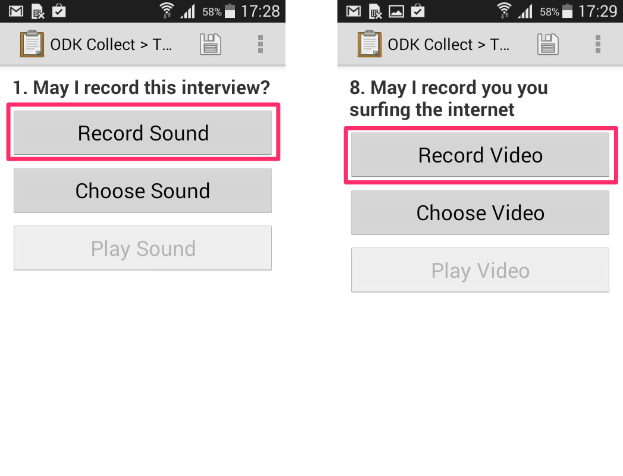 58% 17:28
ODK Collect > T...
1. May I record this interview?
Record Sound
Choose Sound
Play Sound
58% 17:29
ODK Collect > T...
8. May I record you you
surfing the internet
Record Video
Choose Video
Play Video